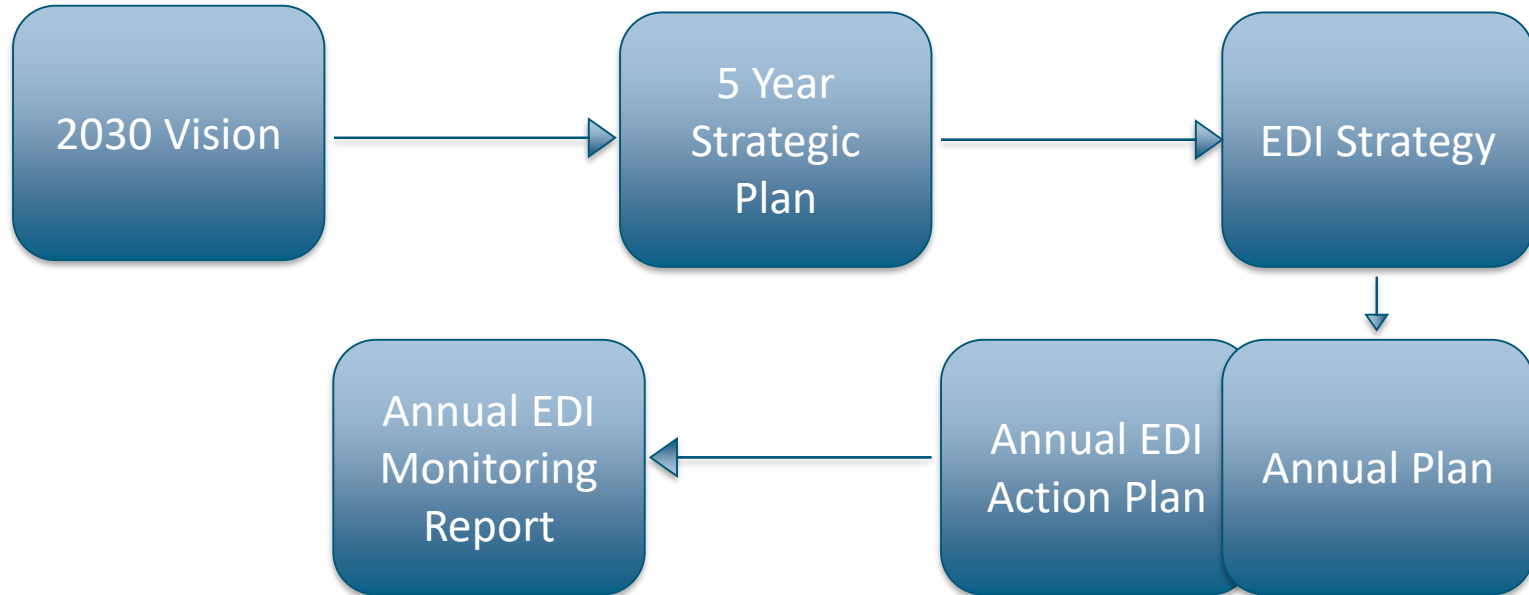 2030 Vision
5 Year
Strategic
Plan
EDI Strategy
Annual EDI
Monitoring
Report
Annual EDI
Action Plan
Annual Plan